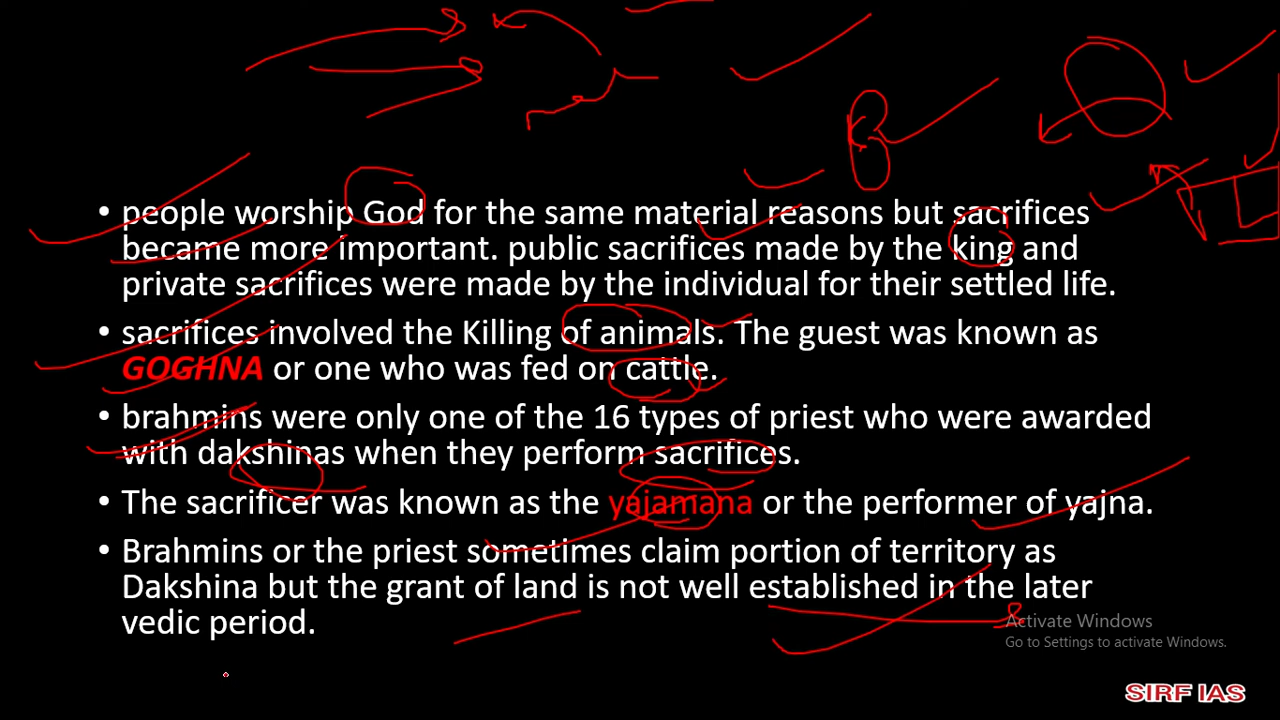 • people worship God for the same material reasons but sacrifices
became more important. public sacrifices made by the king and
private sacrifices were made by the individual for their settled life.
• sacrifices involved the Killing of animals. The guest was known as
GOGHNA or one who was fed on cattle.
• brahmins were only one of the 16 types of priest who were awarded
with dakshinas when they perform sacrifices.
• The sacrificer was known as the yajamana or the performer of yajna.
• Brahmins or the priest sometimes claim portion of territory as
Dakshina but the grant of land is not well established in the later
vedic period.
Activate Windows
Go to Settings to activate Windows.
SIRF IAS